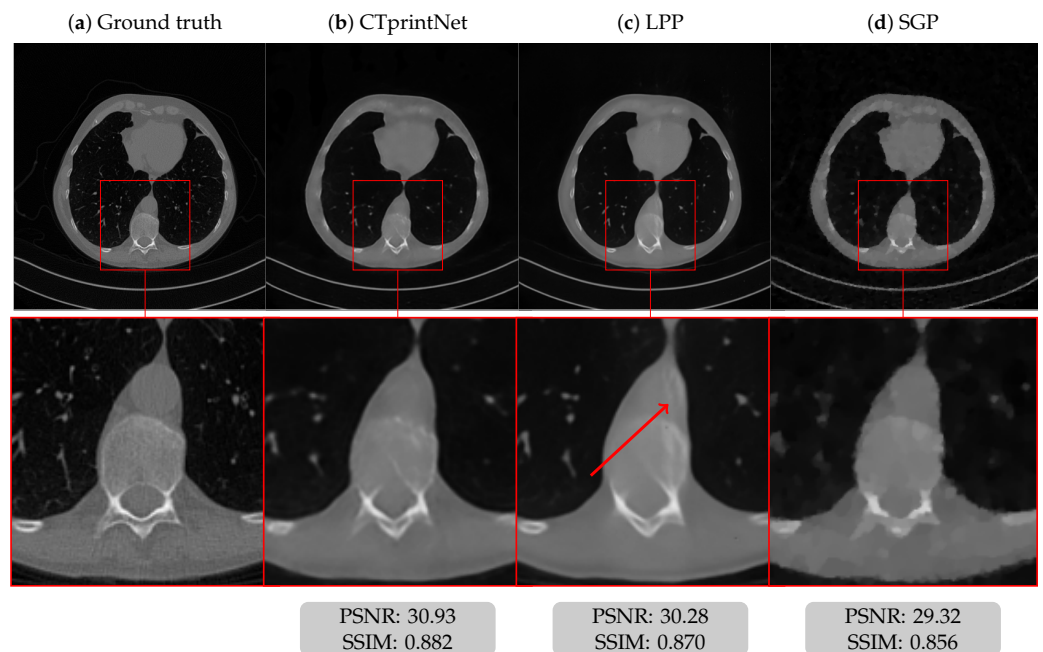 (a) Ground truth
(b) CTprintNet
(c) LPP
(d) SGP
PSNR: 30.93
SSIM: 0.882
PSNR: 30.28
SSIM: 0.870
PSNR: 29.32
SSIM: 0.856